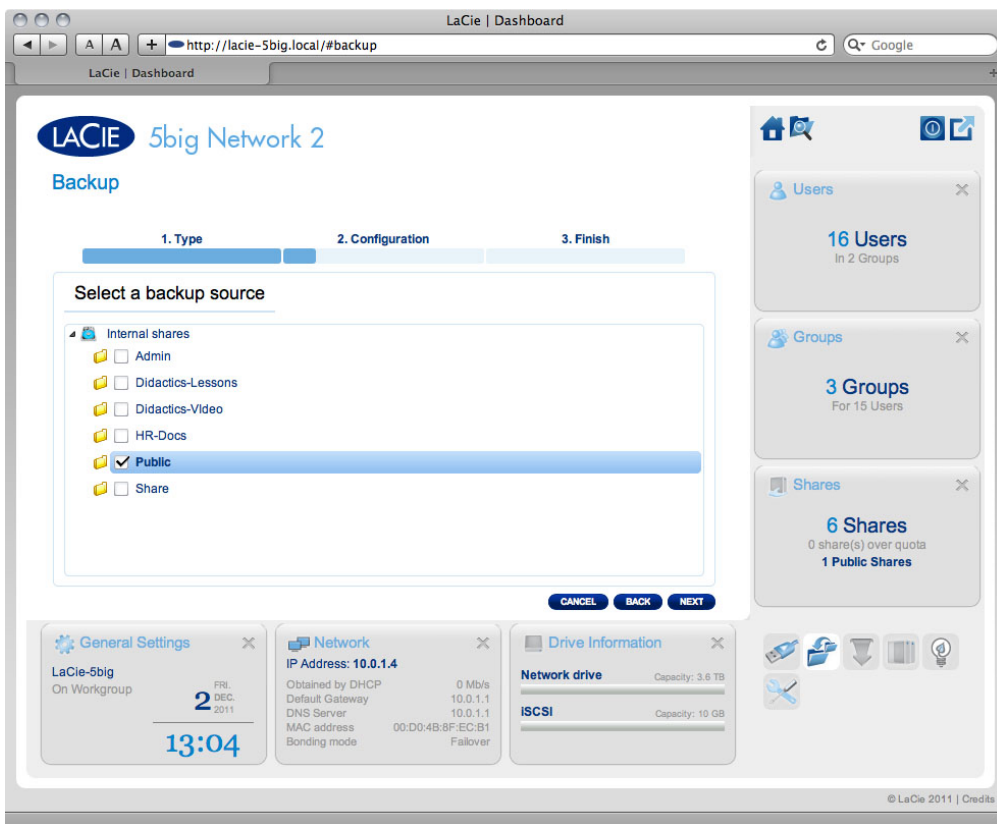 LaCie | Dashboard
A A + http://lacie-5big.local/#backup Google
LaCie | Dashboard +
LACIE 5big Network 2
Backup
1. Type 2. Configuration 3. Finish
Select a backup source
Internal shares
Admin
Didactics-Lessons
Didactics-VIdeo
HR-Docs
Public
Share
CANCEL BACK NEXT
Users
16 Users
In 2 Groups
Groups
3 Groups
For 15 Users
Shares
6 Shares
0 share(s) over quota
1 Public Shares
General Settings
LaCie-5big
On Workgroup
FRI.
2 DEC.
2011
13:04
Network
IP Address: 10.0.1.4
Obtained by DHCP 0 Mb/s
Default Gateway 10.0.1.1
DNS Server 10.0.1.1
MAC address 00:D0:4B:8F:EC:B1
Bonding mode Failover
Drive Information
Network drive Capacity: 3.6 TB
iSCSI Capacity: 10 GB
© LaCie 2011 | Credits